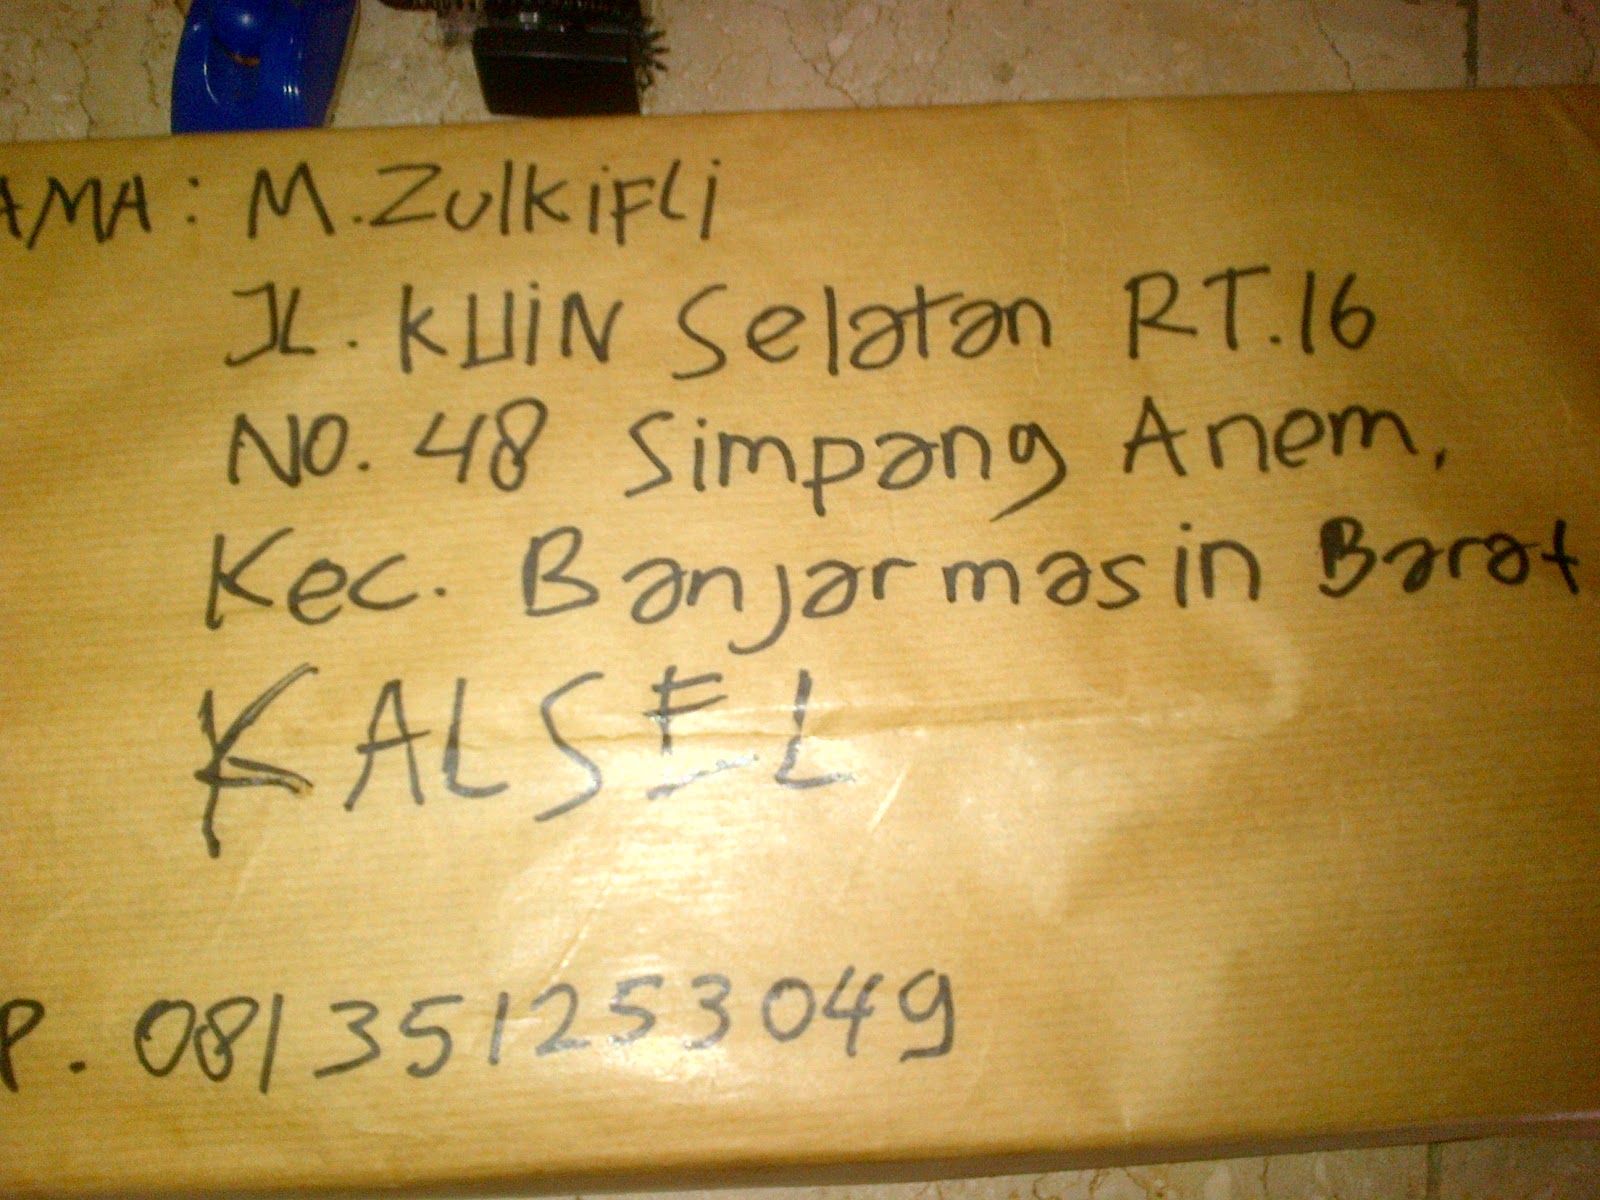 AMA : M. Zulkifli
JL. KUIN Selatan RT.16
NO. 48 Simpang Anem,
Kec. Banjarmasin Barat
KALSEL
P. 081351253049